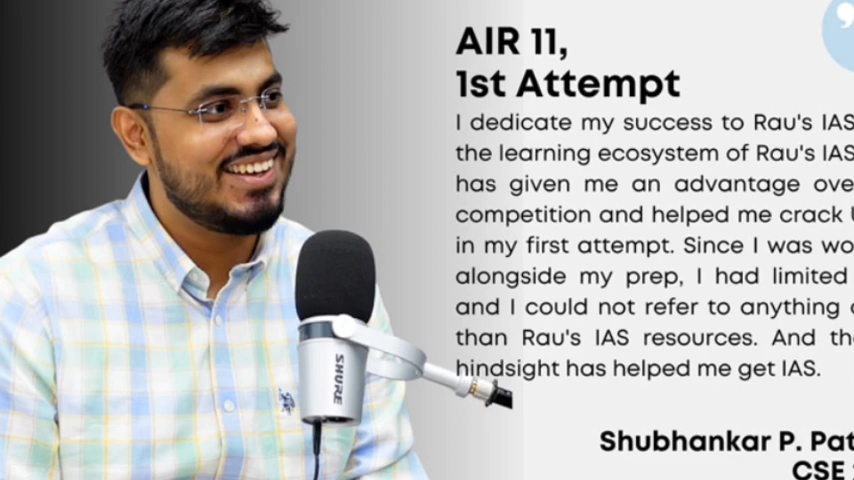 AIR 11,
1st Attempt
I dedicate my success to Rau's IAS
the learning ecosystem of Rau's IAS
has given me an advantage
competition and helped me crack
in my first attempt. Since I was
alongside my prep, I had limited
and I could not refer to anything
than Rau's IAS resources. And
hindsight has helped me get IAS.
Shubhankar P.
CSE
SHURE